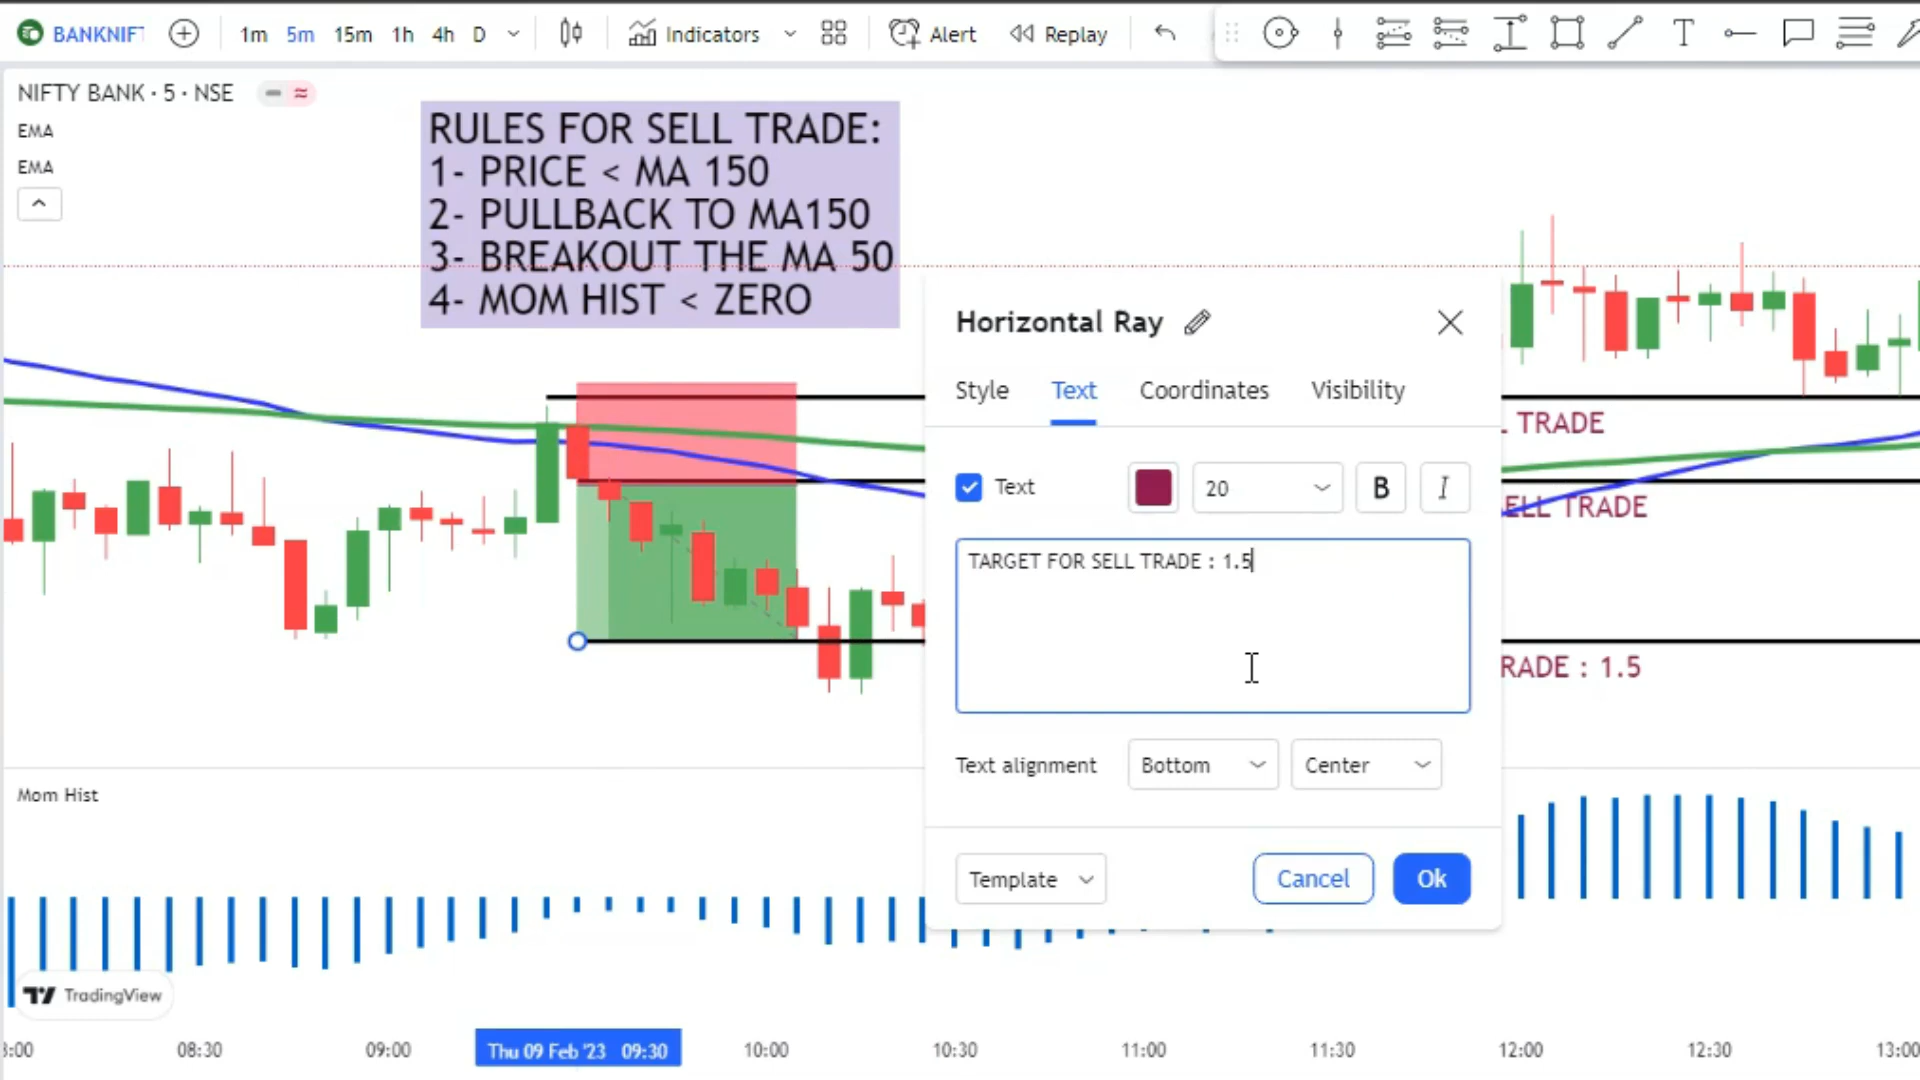 BANKNIFT 1m 5m 15m 1h 4h D Indicators Alert Replay
NIFTY BANK · 5 · NSE
EMA
EMA
RULES FOR SELL TRADE:
1- PRICE < MA 150
2- PULLBACK TO MA150
3- BREAKOUT THE MA 50
4- MOM HIST < ZERO
Horizontal Ray
Style Text Coordinates Visibility
Text 20 B I
TARGET FOR SELL TRADE : 1.5
Text alignment Bottom Center
Template Cancel Ok
TRADE
ELL TRADE
RADE : 1.5
Mom Hist
TradingView
:00 08:30 09:00 Thu 09 Feb '23 09:30 10:00 10:30 11:00 11:30 12:00 12:30 13:00